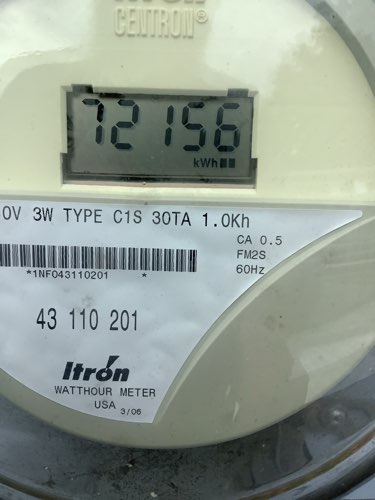 CENTRON®
72156
kWh
0V 3W TYPE C1S 30TA 1.0Kh
CA 0.5
FM2S
60Hz
*1NF043110201 *
43 110 201
Itrón
WATTHOUR METER
USA 3/06